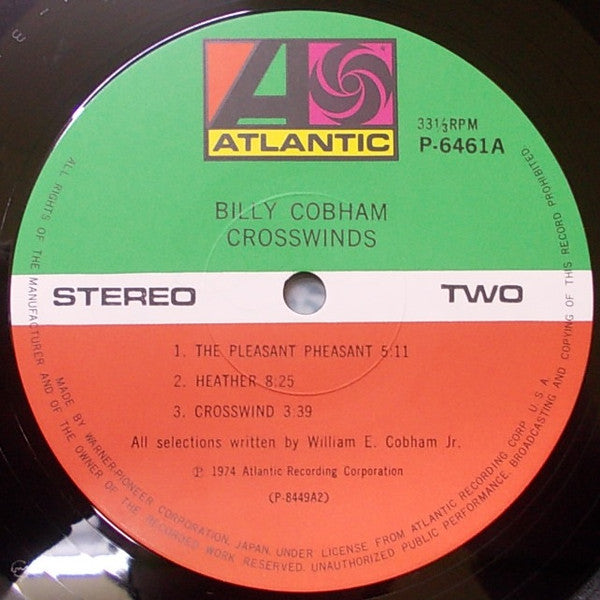 ATLANTIC
33⅓ RPM
P-6461A
BILLY COBHAM
CROSSWINDS
STEREO TWO
1. THE PLEASANT PHEASANT 5:11
2. HEATHER 8:25
3. CROSSWIND 3:39
All selections written by William E. Cobham Jr.
℗ 1974 Atlantic Recording Corporation
(P-8449A2)
MADE BY WARNER-PIONEER CORPORATION, JAPAN, UNDER LICENSE FROM ATLANTIC RECORDING CORP. U.S.A.
ALL RIGHTS OF THE MANUFACTURER AND OF THE OWNER OF THE RECORDED WORK RESERVED. UNAUTHORIZED PUBLIC PERFORMANCE, BROADCASTING AND COPYING OF THIS RECORD PROHIBITED.